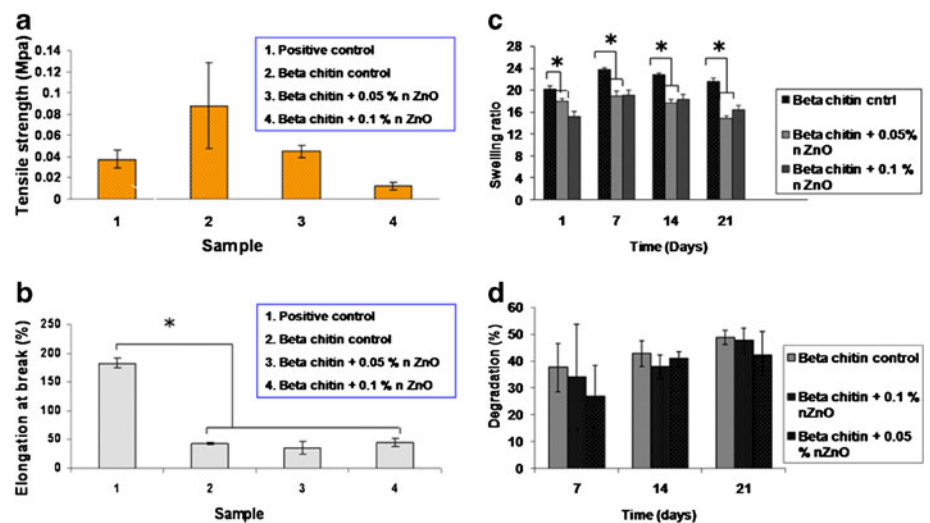 a
Tensile strength (Mpa)
0.14
0.12
0.1
0.08
0.06
0.04
0.02
0
1
2
3
4
Sample
1. Positive control
2. Beta chitin control
3. Beta chitin + 0.05 % n ZnO
4. Beta chitin + 0.1 % n ZnO
c
Swelling ratio
28
24
20
16
12
8
4
0
*
*
*
*
1
7
14
21
Time (Days)
Beta chitin cntrl
Beta chitin + 0.05%
n ZnO
Beta chitin + 0.1 %
n ZnO
b
Elongation at break (%)
250
200
150
100
50
0
*
1
2
3
4
Sample
1. Positive control
2. Beta chitin control
3. Beta chitin + 0.05 % n ZnO
4. Beta chitin + 0.1 % n ZnO
d
Degradation (%)
60
50
40
30
20
10
0
7
14
21
Time (days)
Beta chitin control
Beta chitin + 0.1 %
nZnO
Beta chitin + 0.05
% nZnO